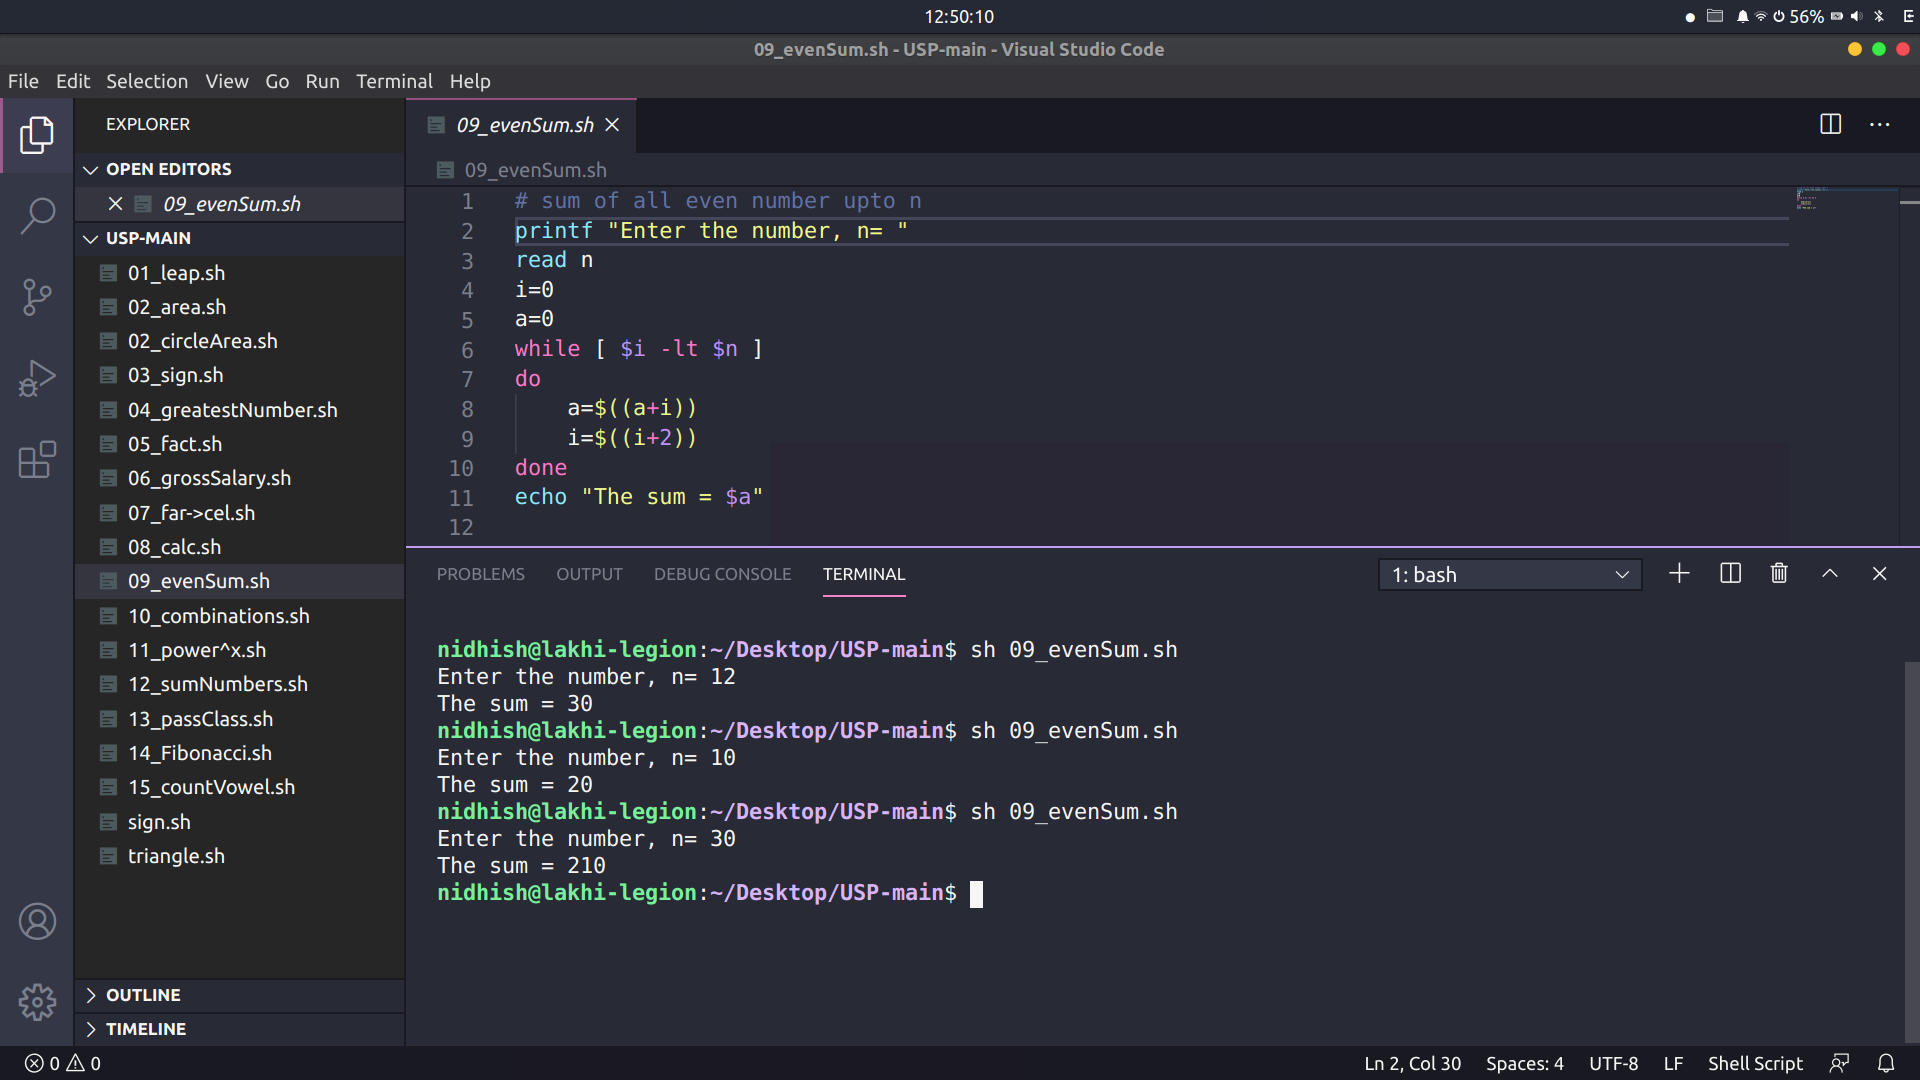 12:50:10
56%
09_evenSum.sh - USP-main - Visual Studio Code
File Edit Selection View Go Run Terminal Help
EXPLORER
OPEN EDITORS
09_evenSum.sh
USP-MAIN
01_leap.sh
02_area.sh
02_circleArea.sh
03_sign.sh
04_greatestNumber.sh
05_fact.sh
06_grossSalary.sh
07_far->cel.sh
08_calc.sh
09_evenSum.sh
10_combinations.sh
11_power^x.sh
12_sumNumbers.sh
13_passClass.sh
14_Fibonacci.sh
15_countVowel.sh
sign.sh
triangle.sh
OUTLINE
TIMELINE
09_evenSum.sh
09_evenSum.sh
1 # sum of all even number upto n
2 printf "Enter the number, n= "
3 read n
4 i=0
5 a=0
6 while [ $i -lt $n ]
7 do
8     a=$((a+i))
9     i=$((i+2))
10 done
11 echo "The sum = $a"
12
PROBLEMS OUTPUT DEBUG CONSOLE TERMINAL 1: bash
nidhish@lakhi-legion:~/Desktop/USP-main$ sh 09_evenSum.sh
Enter the number, n= 12
The sum = 30
nidhish@lakhi-legion:~/Desktop/USP-main$ sh 09_evenSum.sh
Enter the number, n= 10
The sum = 20
nidhish@lakhi-legion:~/Desktop/USP-main$ sh 09_evenSum.sh
Enter the number, n= 30
The sum = 210
nidhish@lakhi-legion:~/Desktop/USP-main$
0 0 Ln 2, Col 30 Spaces: 4 UTF-8 LF Shell Script